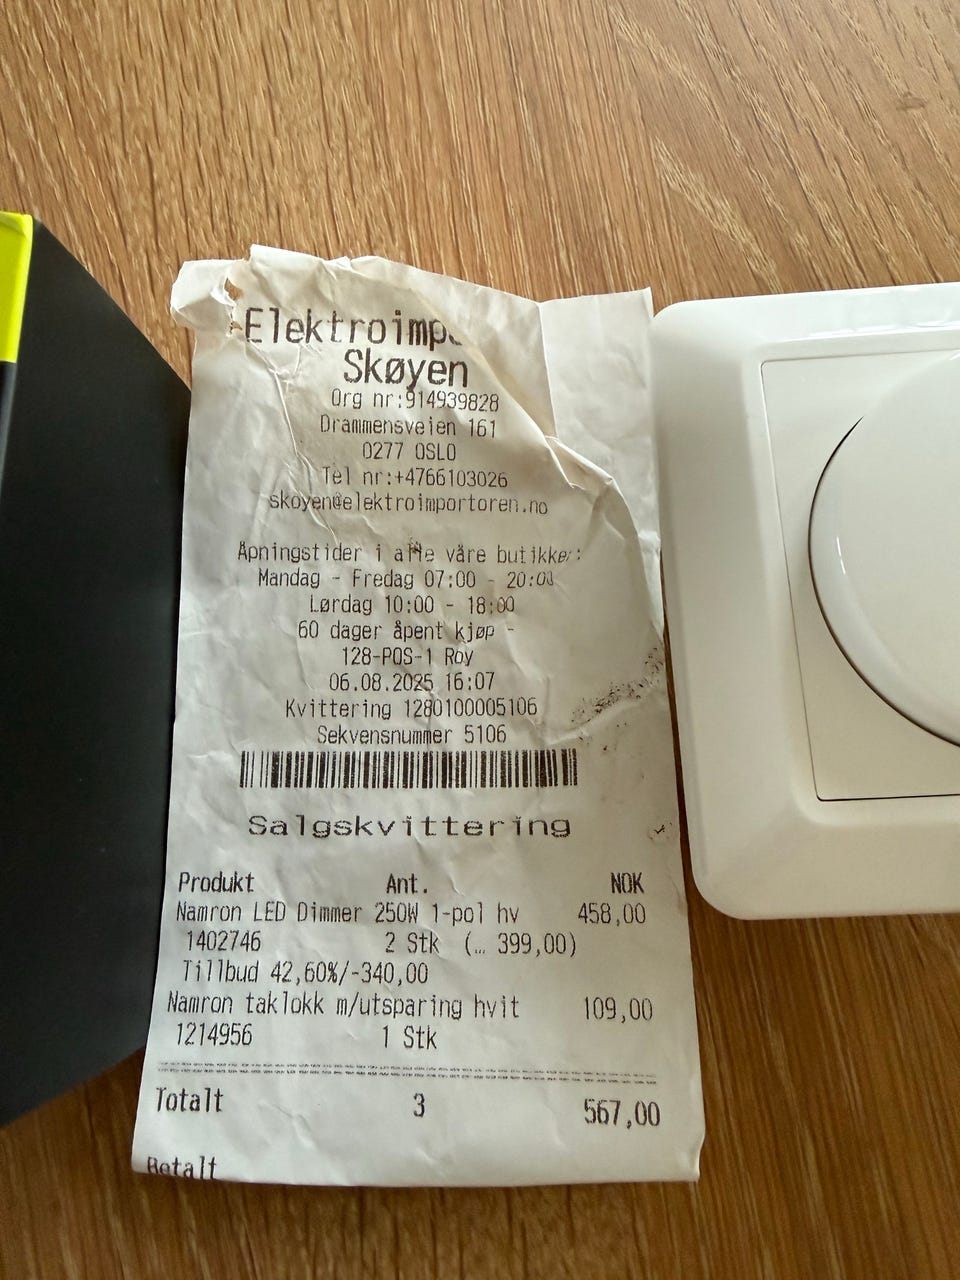 Elektroimpo
Skøyen
Org nr:914939828
Drammensveien 161
0277 OSLO
Tel nr:+4766103026
skoyen@elektroimportoren.no
Åpningstider i alle våre butikker:
Mandag - Fredag 07:00 - 20:00
Lørdag 10:00 - 18:00
60 dager åpent kjøp -
128-POS-1 Roy
06.08.2025 16:07
Kvittering 1280100005106
Sekvensnummer 5106
Salgskvittering
Produkt Ant. NOK
Namron LED Dimmer 250W 1-pol hv 458,00
1402746 2 Stk (… 399,00)
Tillbud 42,60%/-340,00
Namron taklokk m/utsparing hvit 109,00
1214956 1 Stk
Totalt 3 567,00
Betalt